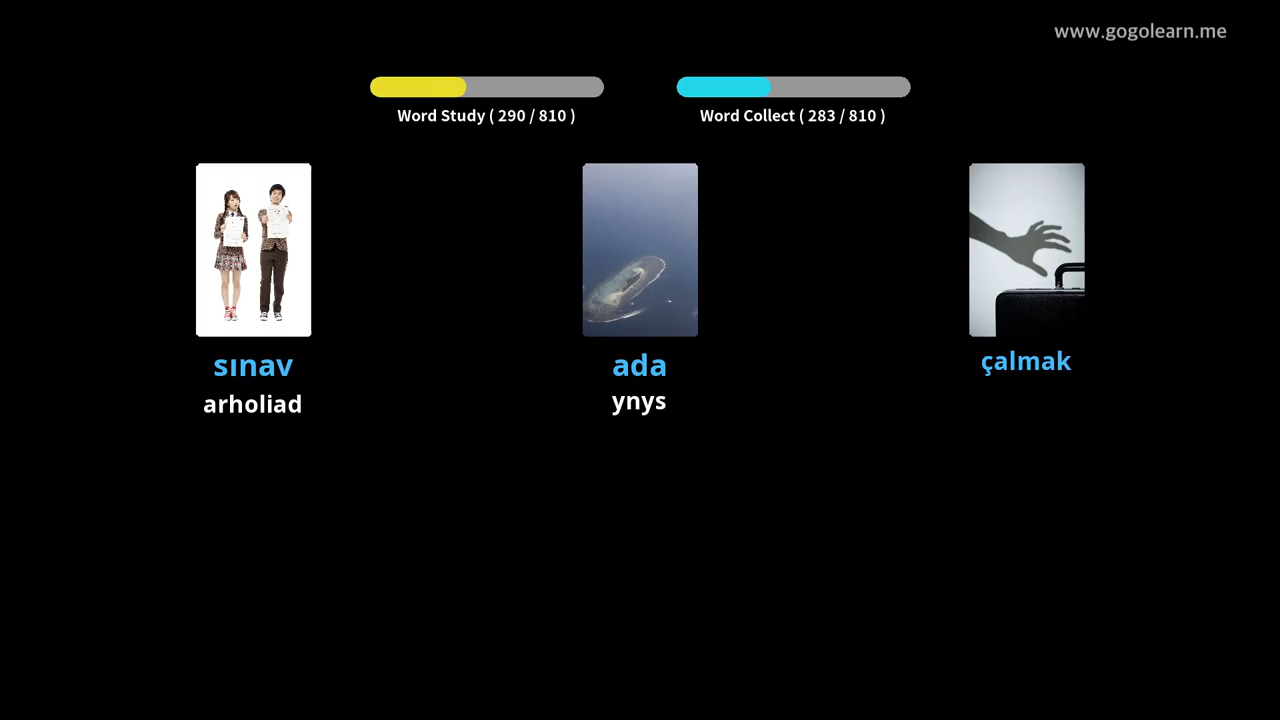 www.gogolearn.me
Word Study ( 290 / 810 )
Word Collect ( 283 / 810 )
sınav
arholiad
ada
ynys
çalmak